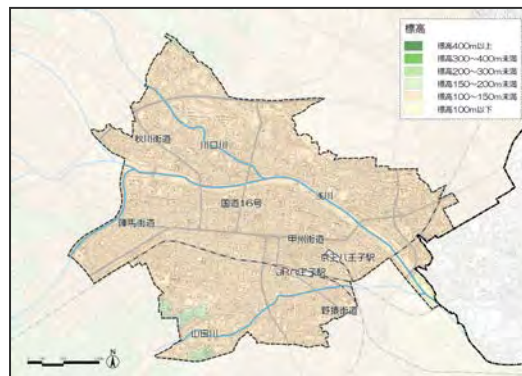 標高
標高400m以上
標高300～400m未満
標高200～300m未満
標高150～200m未満
標高100～150m未満
標高100m以下
秋川街道
川口川
浅川
国道16号
陣馬街道
甲州街道
京王八王子駅
JR八王子駅
野猿街道
山田川
N